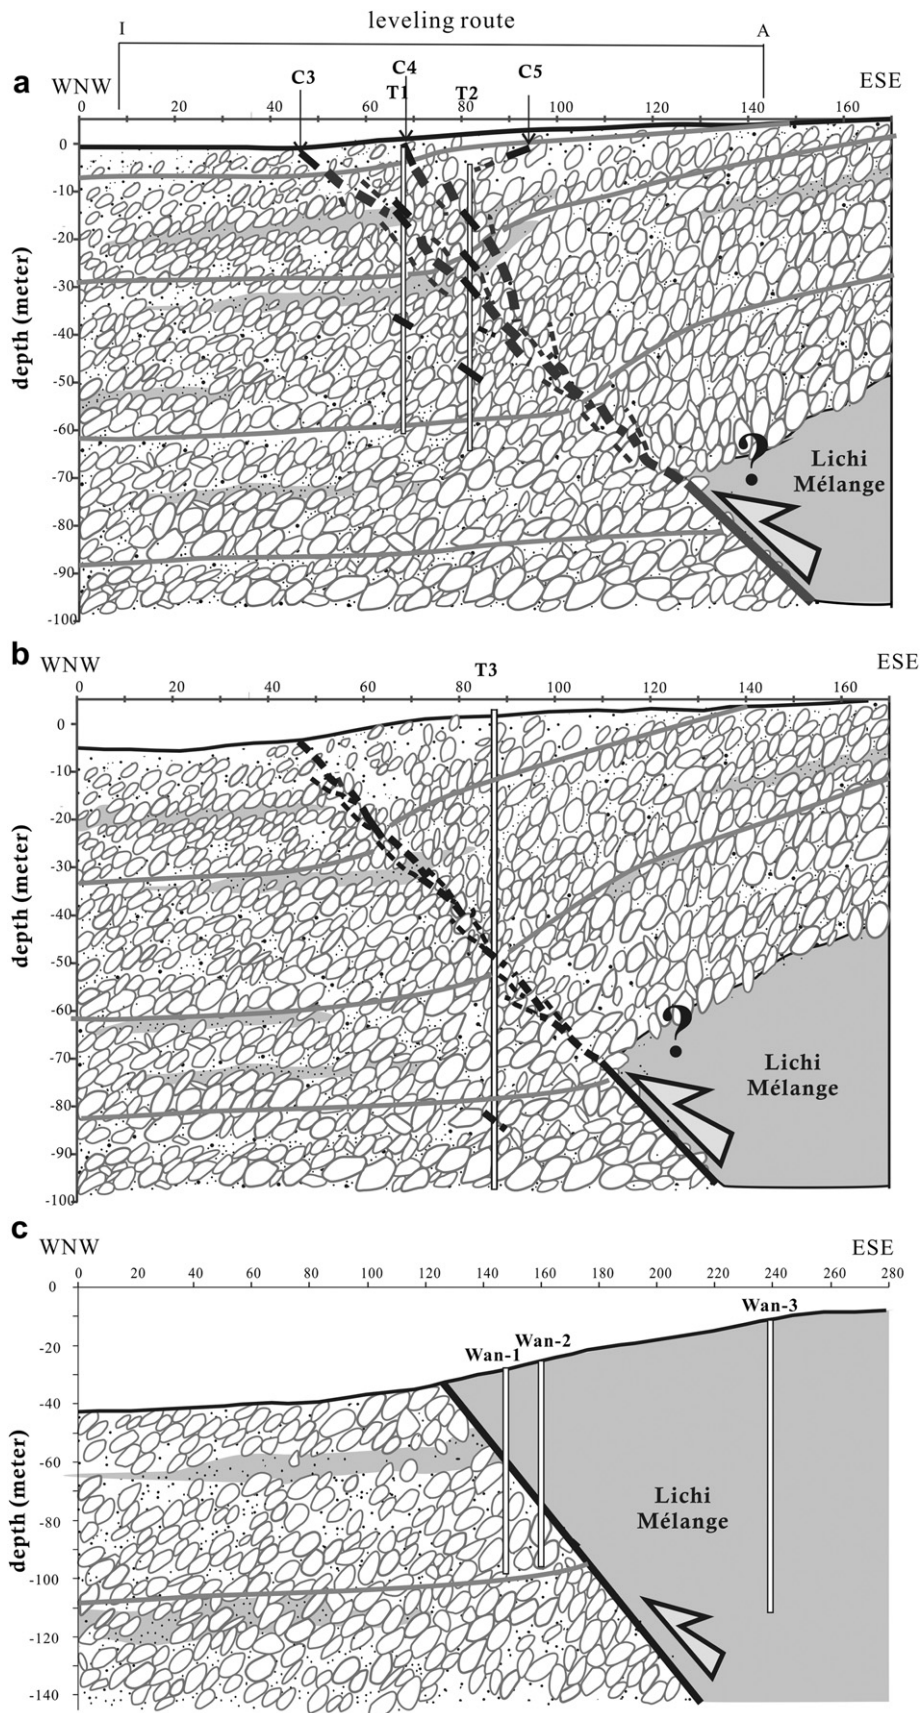 leveling route
I A
a WNW C3 C4 C5 ESE
T1 T2
0 20 40 60 80 100 120 140 160
0
-10
-20
-30
-40
-50
-60
-70
-80
-90
-100
depth (meter)
?
Lichi
Mélange
b WNW T3 ESE
0 20 40 60 80 100 120 140 160
0
-10
-20
-30
-40
-50
-60
-70
-80
-90
-100
depth (meter)
?
Lichi
Mélange
c
WNW ESE
0 20 40 60 80 100 120 140 160 180 200 220 240 260 280
0
-20
-40
-60
-80
-100
-120
-140
depth (meter)
Wan-1 Wan-2 Wan-3
Lichi
Mélange